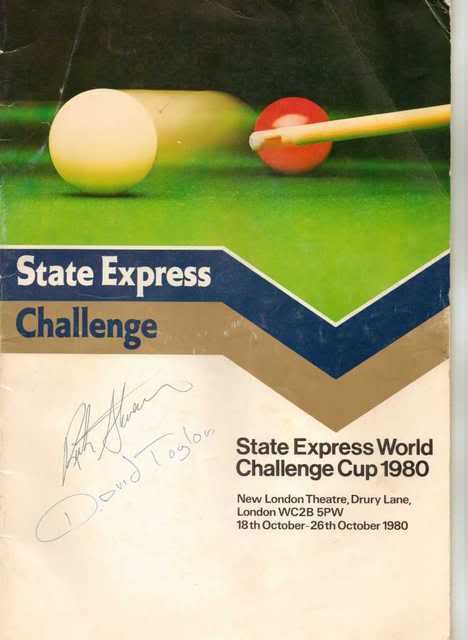 State Express
Challenge
David Taylor
State Express World
Challenge Cup 1980
New London Theatre, Drury Lane,
London WC2B 5PW
18th October-26th October 1980